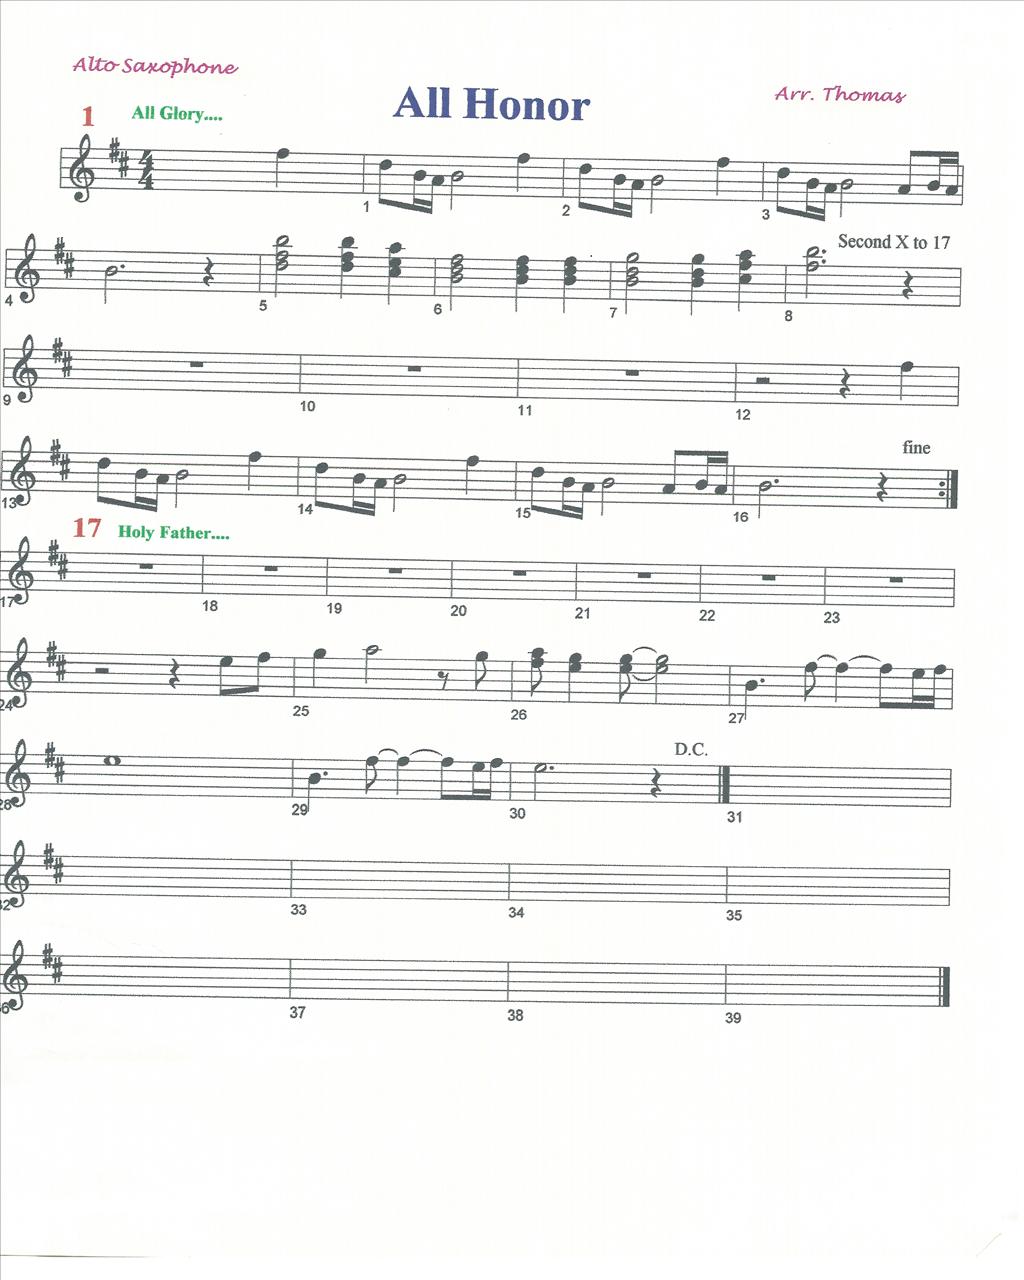 Alto Saxophone
All Honor
Arr. Thomas
1 All Glory....
4
4
1 2 3
Second X to 17
4 5 6 7 8
9 10 11 12
fine
13 14 15 16
17 Holy Father....
17 18 19 20 21 22 23
24 25 26 27
D.C.
28 29 30 31
32 33 34 35
36 37 38 39